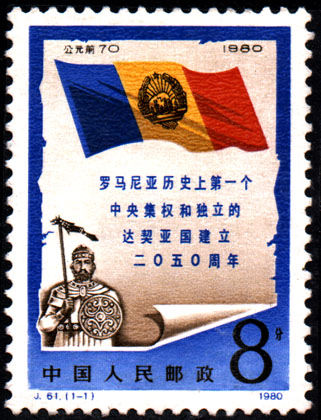 公元前70 1980
罗马尼亚历史上第一个
中央集权和独立的
达契亚国建立
二〇五〇周年
8分
中国人民邮政
J.61.(1-1) 1980